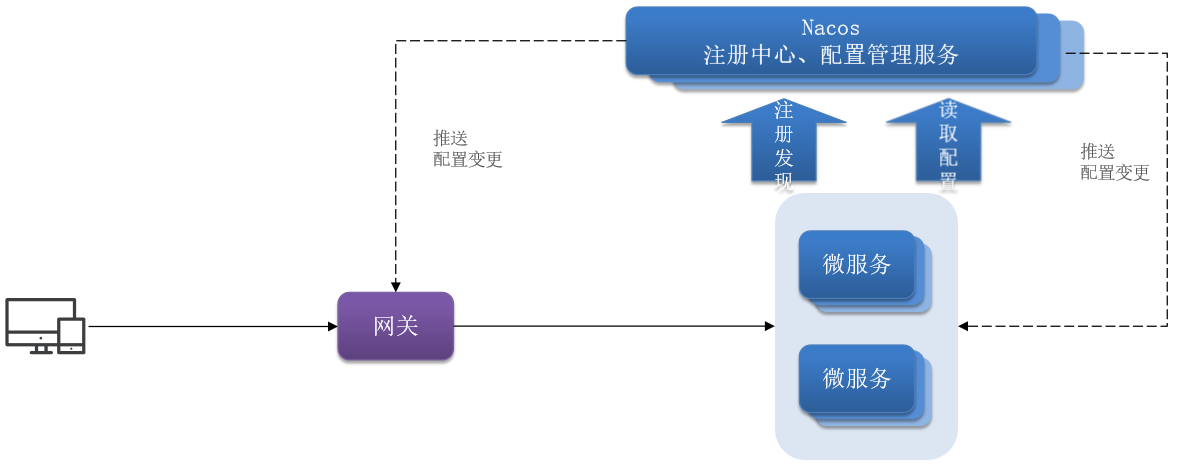 Nacos
注册中心、配置管理服务
注
册
发
现
读
取
配
置
推送
配置变更
推送
配置变更
微服务
网关
微服务